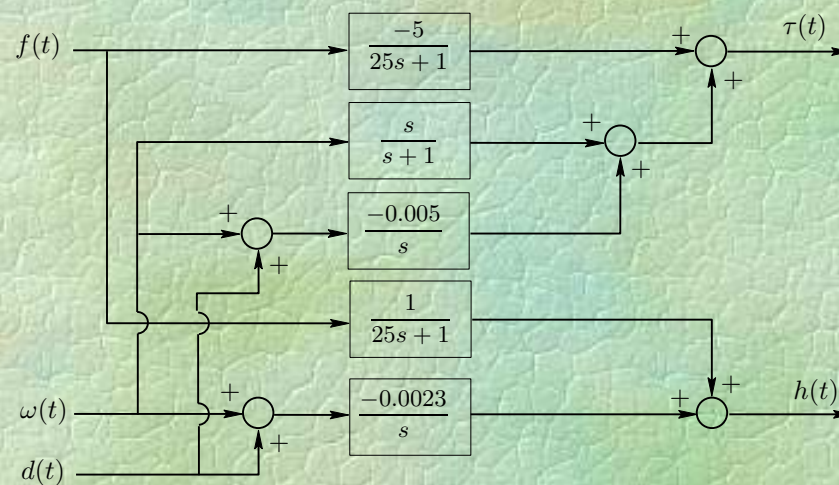 f(t)
-5
25s + 1
+
τ(t)
+
s
s + 1
+
+
-0.005
s
+
+
1
25s + 1
ω(t)
+
+
-0.0023
s
+
+
h(t)
d(t)